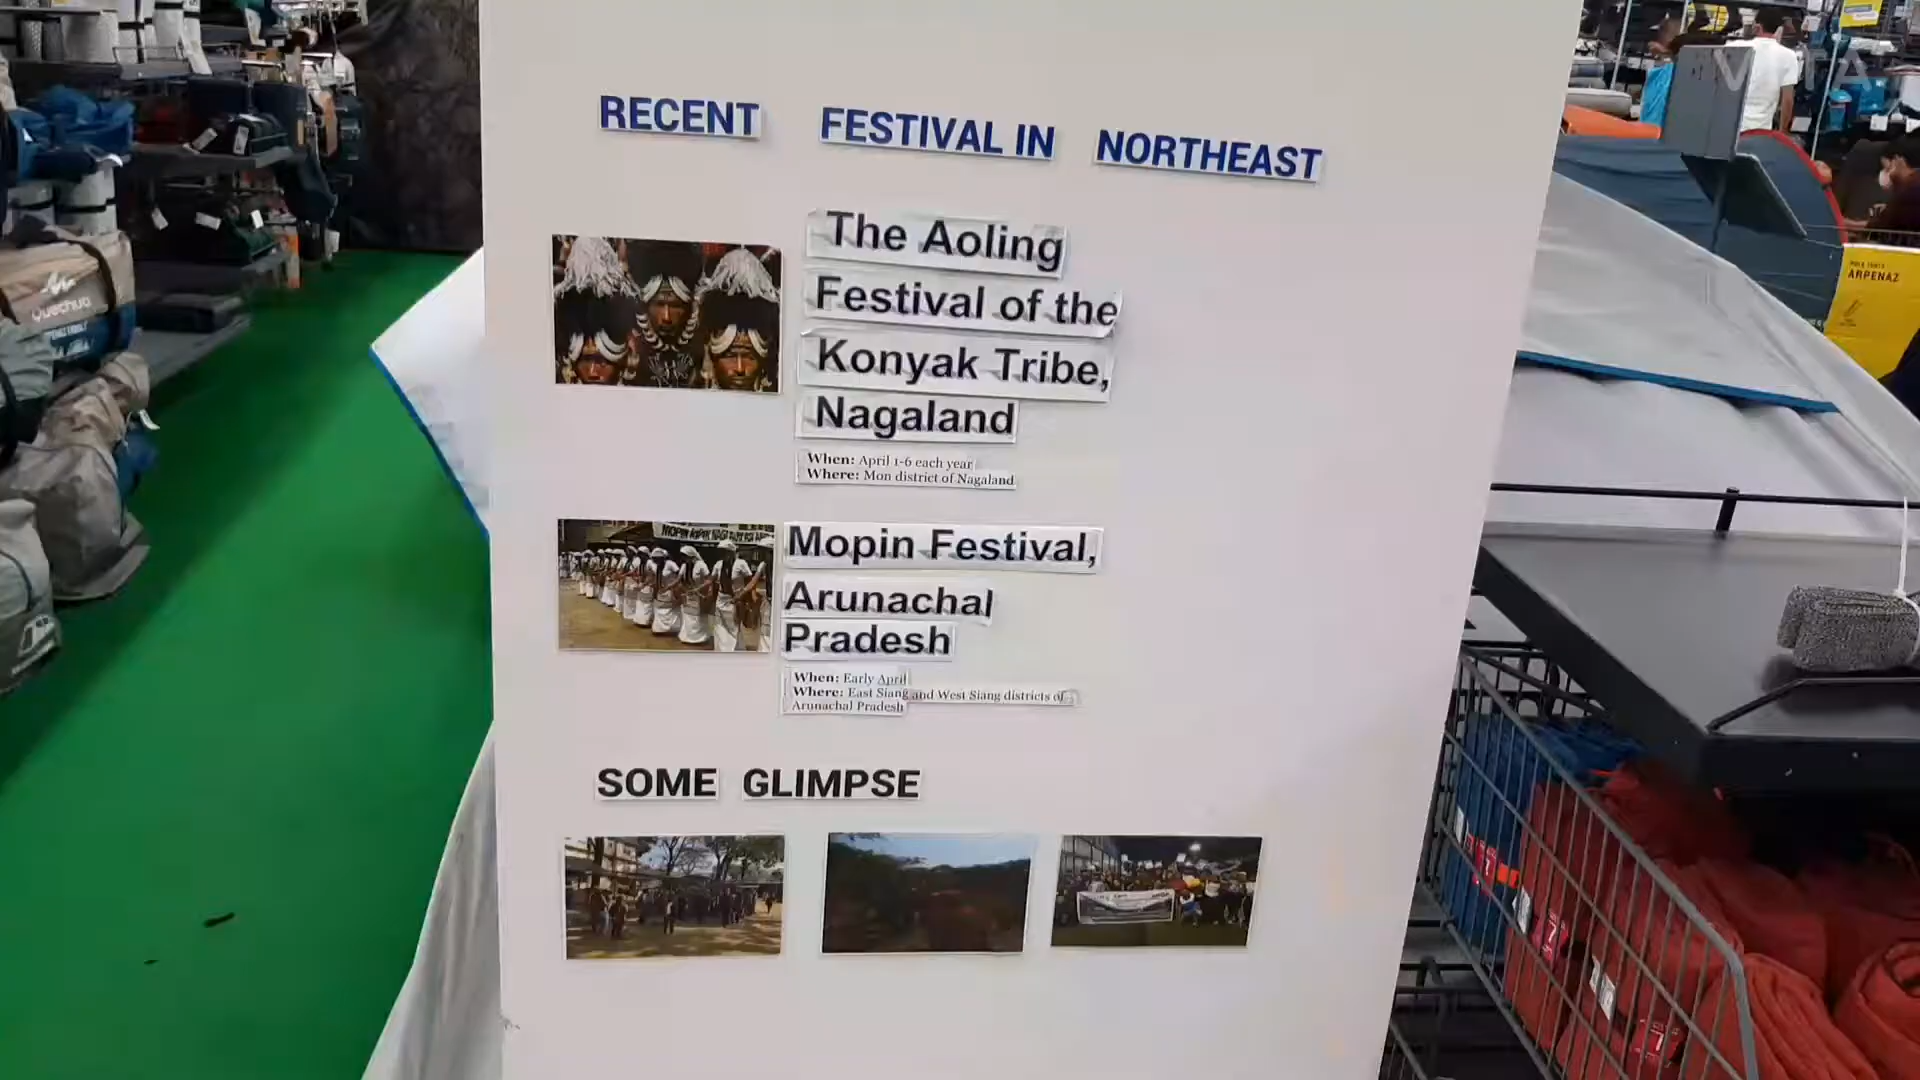 RECENT FESTIVAL IN NORTHEAST
The Aoling
Festival of the
Konyak Tribe,
Nagaland
When: April 1-6 each year
Where: Mon district of Nagaland
Mopin Festival,
Arunachal
Pradesh
When: Early April
Where: East Siang and West Siang districts of
Arunachal Pradesh
SOME GLIMPSE
Quechua
ARPENAZ
VITA